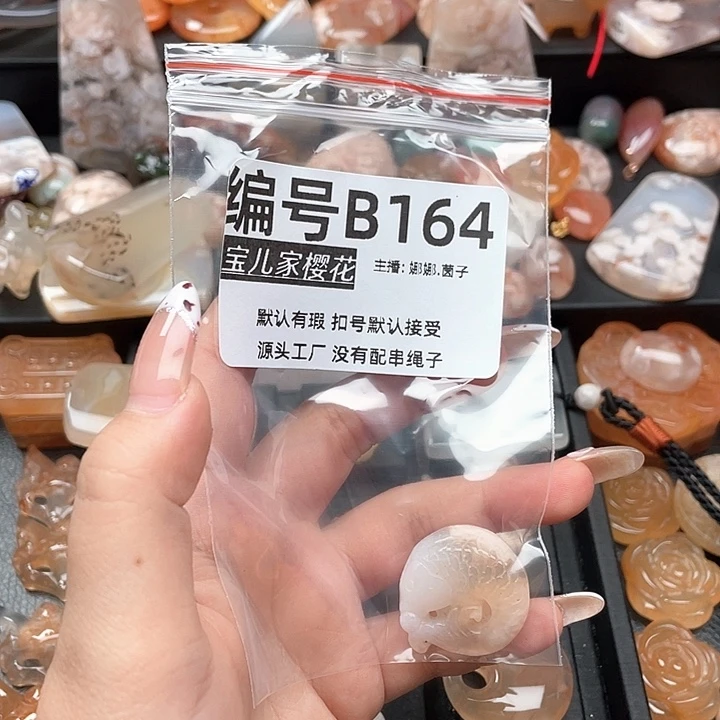 编号B164
宝儿家樱花 主播:娜娜.茵子
默认有瑕 扣号默认接受
源头工厂 没有配串绳子